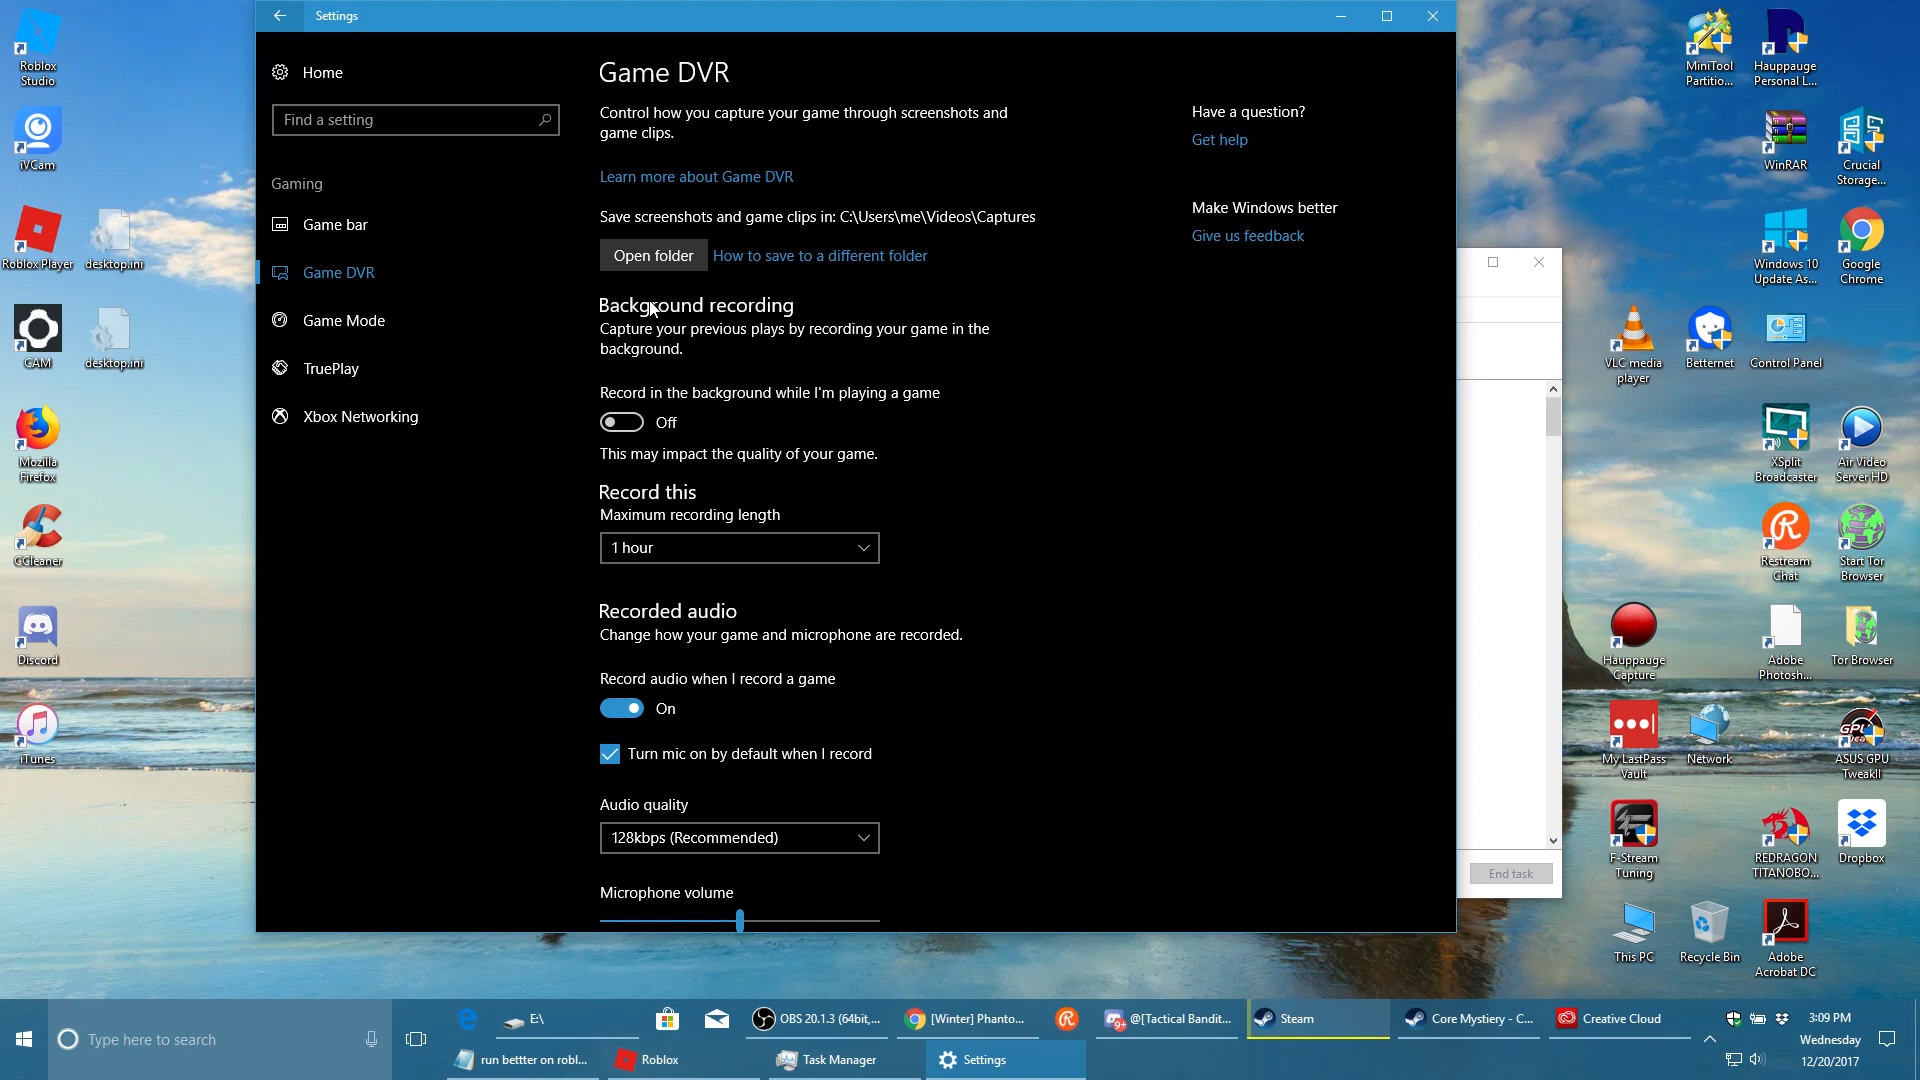 Settings
Home
Find a setting
Gaming
Game bar
Game DVR
Game Mode
TruePlay
Xbox Networking
Game DVR
Control how you capture your game through screenshots and
game clips.
Learn more about Game DVR
Save screenshots and game clips in: C:\Users\me\Videos\Captures
Open folder
How to save to a different folder
Background recording
Capture your previous plays by recording your game in the
background.
Record in the background while I'm playing a game
Off
This may impact the quality of your game.
Record this
Maximum recording length
1 hour
Recorded audio
Change how your game and microphone are recorded.
Record audio when I record a game
On
Turn mic on by default when I record
Audio quality
128kbps (Recommended)
Microphone volume
Have a question?
Get help
Make Windows better
Give us feedback
End task
Roblox
Studio
iVCam
Roblox Player
desktop.ini
CAM
desktop.ini
Mozilla
Firefox
CCleaner
Discord
iTunes
MiniTool
Partitio...
Hauppauge
Personal L...
WinRAR
Crucial
Storage...
Windows 10
Update As...
Google
Chrome
VLC media
player
Betternet
Control Panel
XSplit
Broadcaster
Air Video
Server HD
Restream
Chat
Start Tor
Browser
Hauppauge
Capture
Adobe
Photosh...
Tor Browser
My LastPass
Vault
Network
GPU
ASUS GPU
TweakII
F-Stream
Tuning
REDRAGON
TITANOBO...
Dropbox
This PC
Recycle Bin
Adobe
Acrobat DC
Type here to search
E:\
OBS 20.1.3 (64bit,...
[Winter] Phanto...
9+
@[Tactical Bandit...
Steam
Core Mystiery - C...
Creative Cloud
run bettter on robl...
Roblox
Task Manager
Settings
3:09 PM
Wednesday
12/20/2017